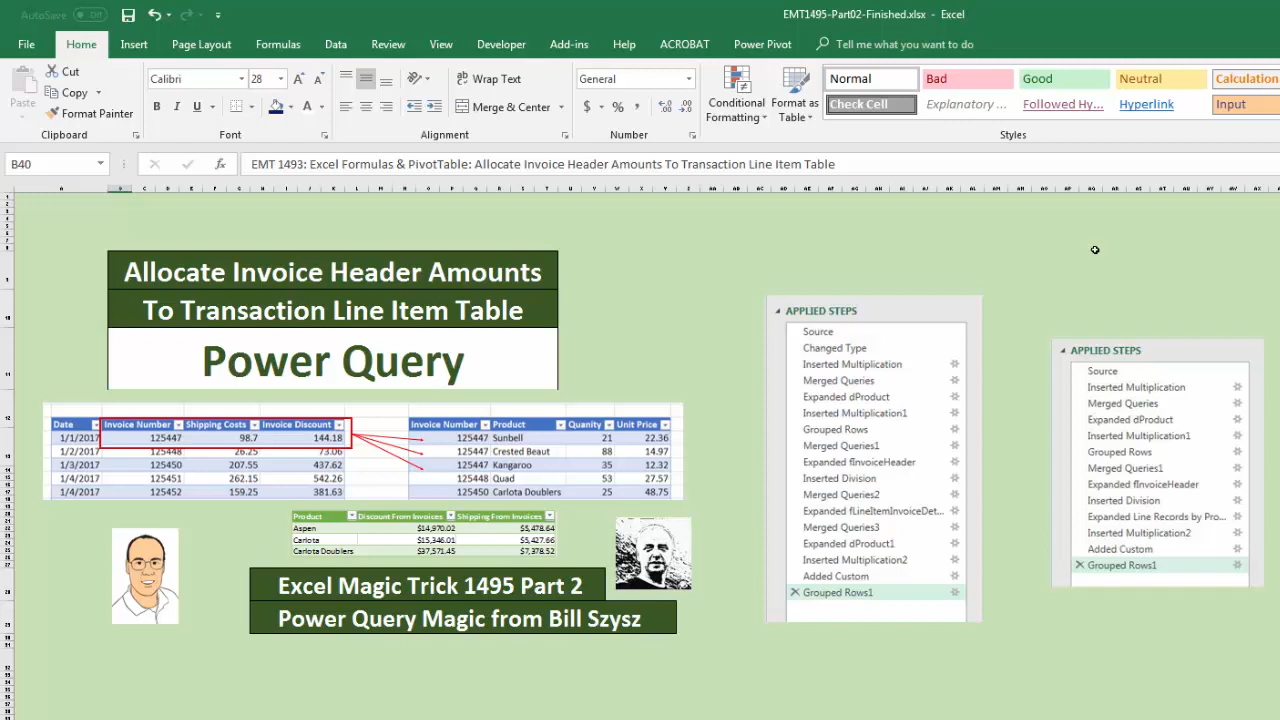 AutoSave Off
EMT1495-Part02-Finished.xlsx - Excel
File Home Insert Page Layout Formulas Data Review View Developer Add-ins Help ACROBAT Power Pivot Tell me what you want to do
Paste
Cut
Copy
Format Painter
Clipboard
Calibri 28
B I U
Font
Wrap Text
Merge & Center
Alignment
General
$ % ,
Number
Conditional Formatting
Format as Table
Normal Bad Good Neutral Calculation
Check Cell Explanatory ... Followed Hy... Hyperlink Input
Styles
B40
fx
EMT 1493: Excel Formulas & PivotTable: Allocate Invoice Header Amounts To Transaction Line Item Table
Allocate Invoice Header Amounts
To Transaction Line Item Table
Power Query
Date Invoice Number Shipping Costs Invoice Discount
1/1/2017 125447 98.7 144.18
1/2/2017 125448 26.25 73.06
1/3/2017 125450 207.55 437.62
1/4/2017 125451 262.15 542.26
1/4/2017 125452 159.25 381.63
Invoice Number Product Quanity Unit Price
125447 Sunbell 21 22.36
125447 Crested Beaut 88 14.97
125447 Kangaroo 35 12.32
125448 Quad 53 27.57
125450 Carlota Doublers 25 48.75
Product Discount From Invoices Shipping From Invoices
Aspen $14,970.02 $5,478.64
Carlota $15,346.01 $5,427.66
Carlota Doublers $37,571.45 $7,378.52
Excel Magic Trick 1495 Part 2
Power Query Magic from Bill Szysz
APPLIED STEPS
Source
Changed Type
Inserted Multiplication
Merged Queries
Expanded dProduct
Inserted Multiplication1
Grouped Rows
Merged Queries1
Expanded fInvoiceHeader
Inserted Division
Merged Queries2
Expanded fLineItemInvoiceDet...
Merged Queries3
Expanded dProduct1
Inserted Multiplication2
Added Custom
Grouped Rows1
APPLIED STEPS
Source
Inserted Multiplication
Merged Queries
Expanded dProduct
Inserted Multiplication1
Grouped Rows
Merged Queries1
Expanded fInvoiceHeader
Inserted Division
Expanded Line Records by Pro...
Inserted Multiplication2
Added Custom
Grouped Rows1